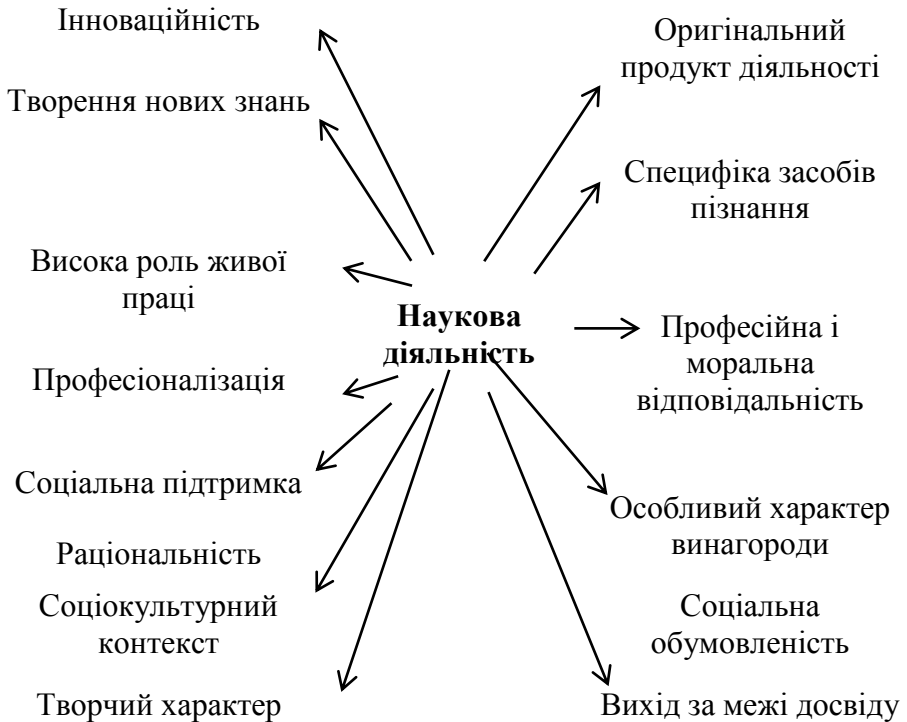 Інноваційність
Творення нових знань
Висока роль живої
праці
Професіоналізація
Соціальна підтримка
Раціональність
Соціокультурний
контекст
Творчий характер
Наукова
діяльність
Оригінальний
продукт діяльності
Специфіка засобів
пізнання
Професійна і
моральна
відповідальність
Особливий характер
винагороди
Соціальна
обумовленість
Вихід за межі досвіду